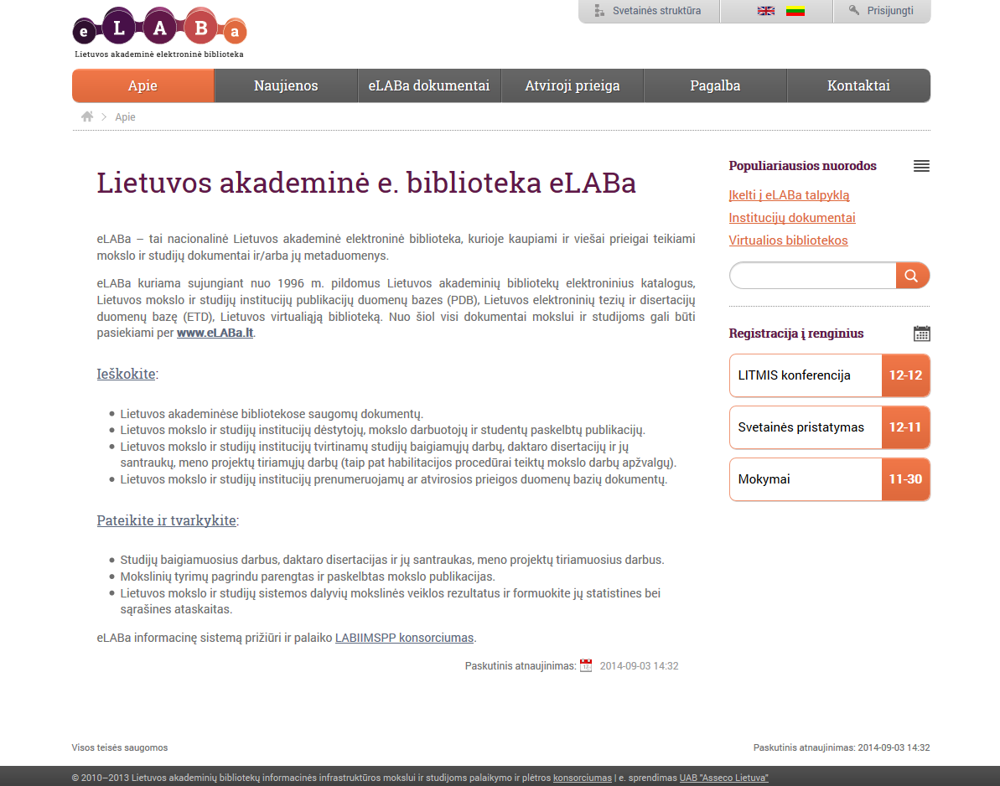 Svetainės struktūra
Prisijungti
e L A B a
Lietuvos akademinė elektroninė biblioteka
Apie
Naujienos
eLABa dokumentai
Atviroji prieiga
Pagalba
Kontaktai
Apie
Lietuvos akademinė e. biblioteka eLABa
eLABa – tai nacionalinė Lietuvos akademinė elektroninė biblioteka, kurioje kaupiami ir viešai prieigai teikiami
mokslo ir studijų dokumentai ir/arba jų metaduomenys.
eLABa kuriama sujungiant nuo 1996 m. pildomus Lietuvos akademinių bibliotekų elektroninius katalogus,
Lietuvos mokslo ir studijų institucijų publikacijų duomenų bazes (PDB), Lietuvos elektroninių tezių ir disertacijų
duomenų bazę (ETD), Lietuvos virtualiąją biblioteką. Nuo šiol visi dokumentai mokslui ir studijoms gali būti
pasiekiami per www.eLABa.lt.
Ieškokite:
Lietuvos akademinėse bibliotekose saugomų dokumentų.
Lietuvos mokslo ir studijų institucijų dėstytojų, mokslo darbuotojų ir studentų paskelbtų publikacijų.
Lietuvos mokslo ir studijų institucijų tvirtinamų studijų baigiamųjų darbų, daktaro disertacijų ir jų
santraukų, meno projektų tiriamųjų darbų (taip pat habilitacijos procedūrai teiktų mokslo darbų apžvalgų).
Lietuvos mokslo ir studijų institucijų prenumeruojamų ar atvirosios prieigos duomenų bazių dokumentų.
Pateikite ir tvarkykite:
Studijų baigiamuosius darbus, daktaro disertacijas ir jų santraukas, meno projektų tiriamuosius darbus.
Mokslinių tyrimų pagrindu parengtas ir paskelbtas mokslo publikacijas.
Lietuvos mokslo ir studijų sistemos dalyvių mokslinės veiklos rezultatus ir formuokite jų statistines bei
sąrašines ataskaitas.
eLABa informacinę sistemą prižiūri ir palaiko LABIIMSPP konsorciumas.
Paskutinis atnaujinimas: 2014-09-03 14:32
Populiariausios nuorodos
Įkelti į eLABa talpyklą
Institucijų dokumentai
Virtualios bibliotekos
Registracija į renginius
LITMIS konferencija 12-12
Svetainės pristatymas 12-11
Mokymai 11-30
Visos teisės saugomos
Paskutinis atnaujinimas: 2014-09-03 14:32
© 2010–2013 Lietuvos akademinių bibliotekų informacinės infrastruktūros mokslui ir studijoms palaikymo ir plėtros konsorciumas | e. sprendimas UAB "Asseco Lietuva"